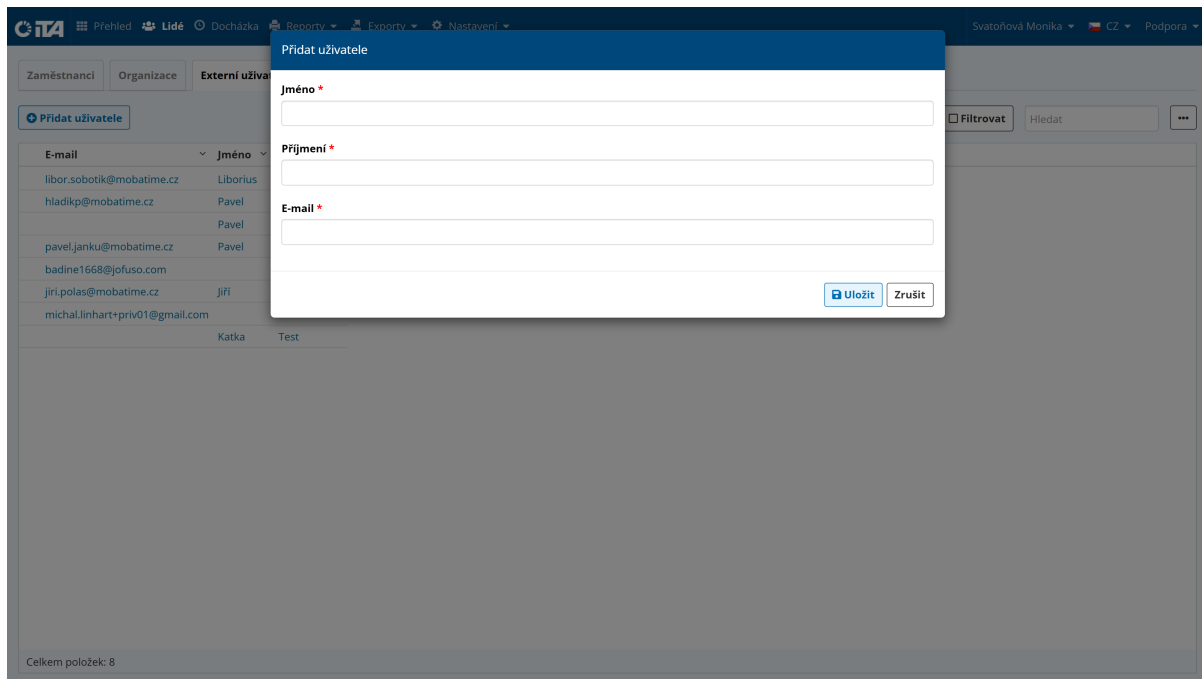 iTA Přehled Lidé Docházka Reporty Exporty Nastavení Svatoňová Monika CZ Podpora
Přidat uživatele
Zaměstnanci Organizace Externí uživa
Jméno *
Přidat uživatele Filtrovat Hledat •••
Příjmení *
E-mail Jméno
libor.sobotik@mobatime.cz Liborius
hladikp@mobatime.cz Pavel
E-mail *
Pavel
pavel.janku@mobatime.cz Pavel
badine1668@jofuso.com
jiri.polas@mobatime.cz Jiří
Uložit Zrušit
michal.linhart+priv01@gmail.com
Katka Test
Celkem položek: 8